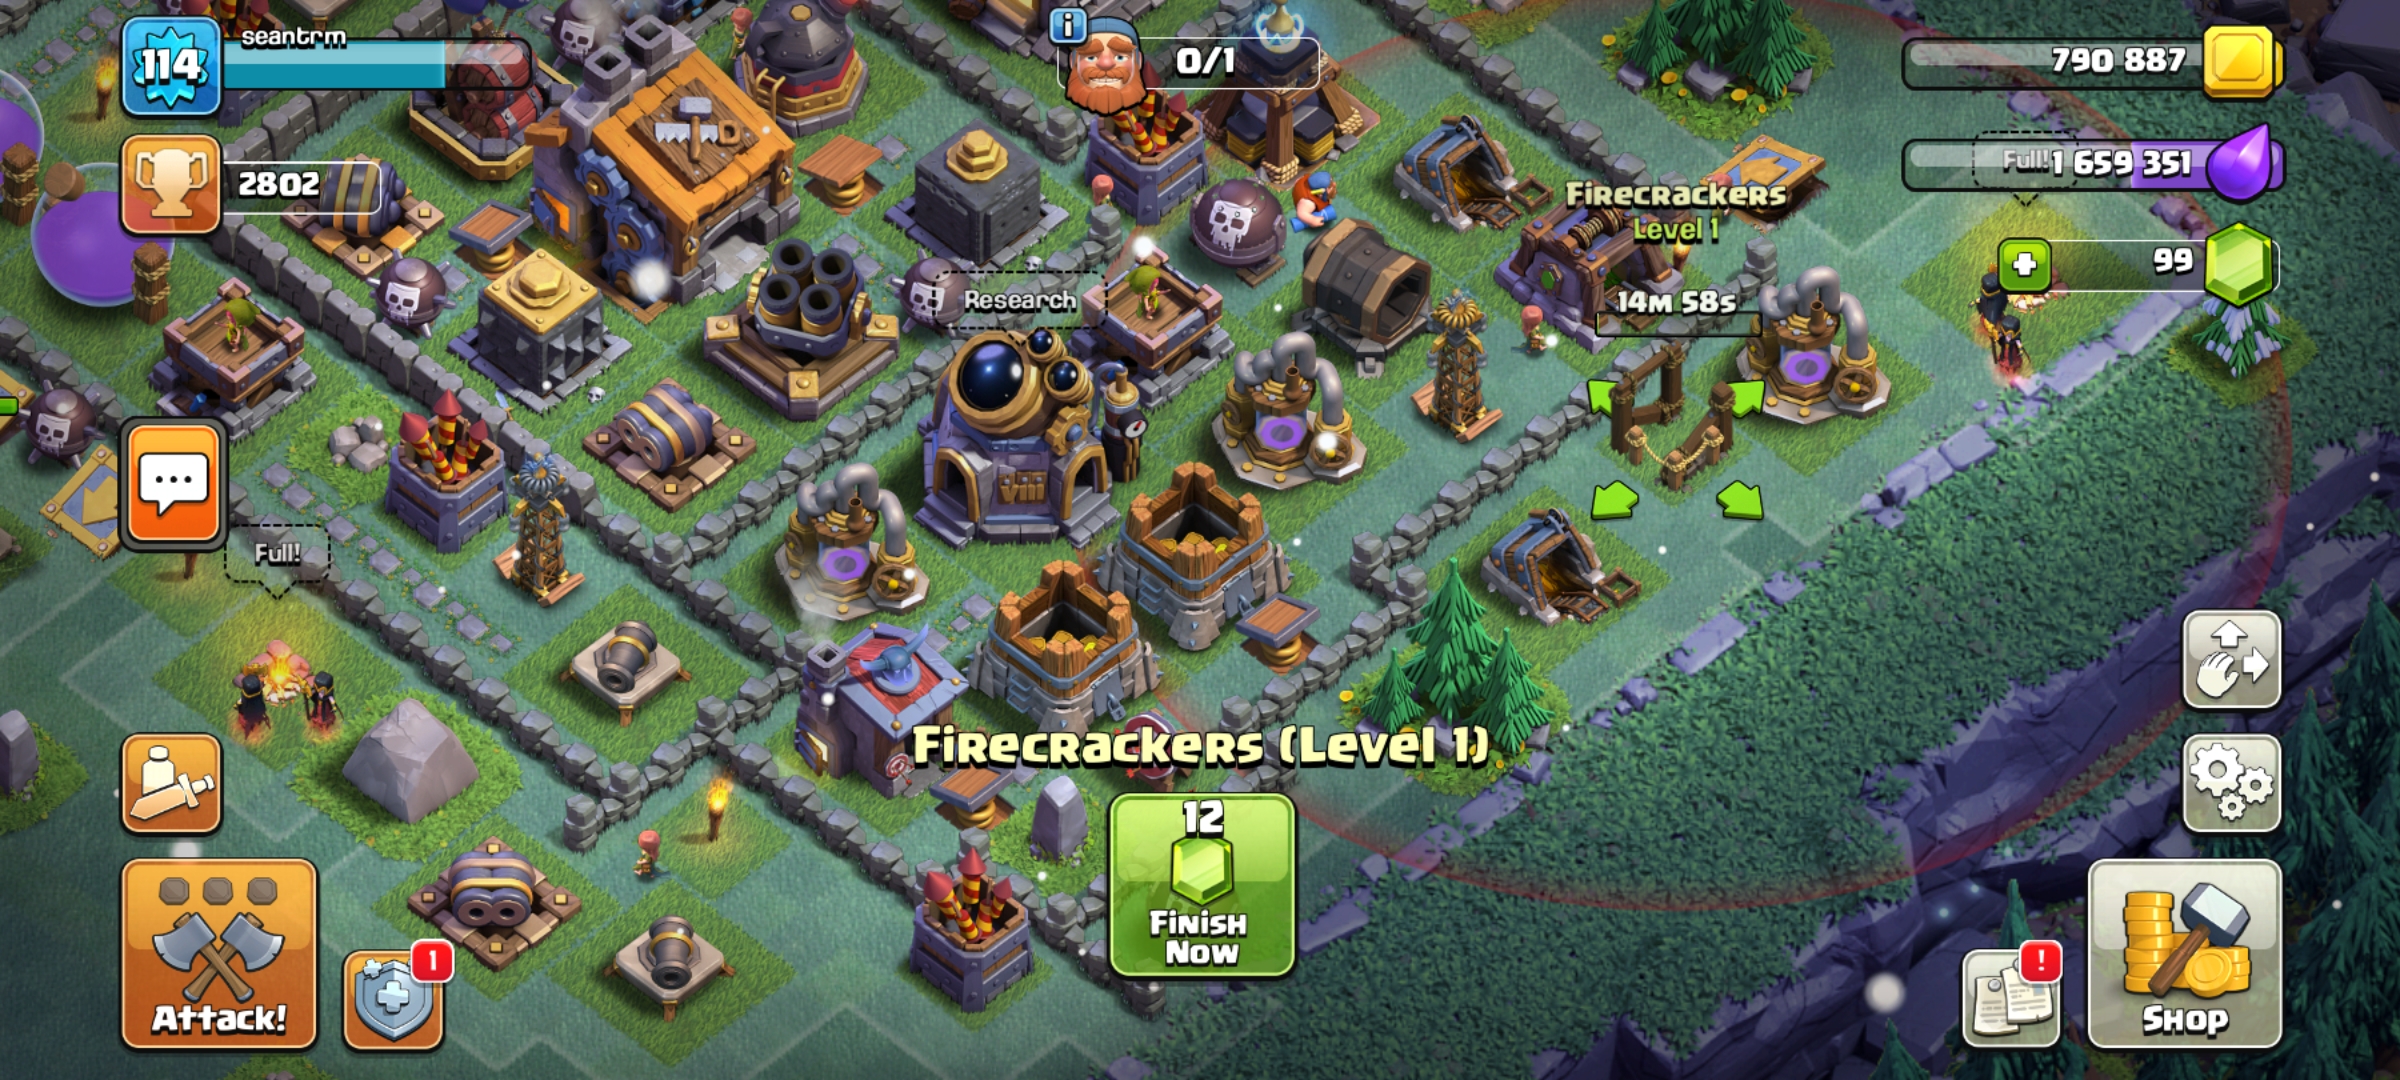 114
seantrm
0/1
790 887
2802
Full!
1 659 351
Firecrackers
Level 1
99
Research
14m 58s
VIII
Full!
Firecrackers (Level 1)
12
Finish
Now
1
!
Attack!
Shop